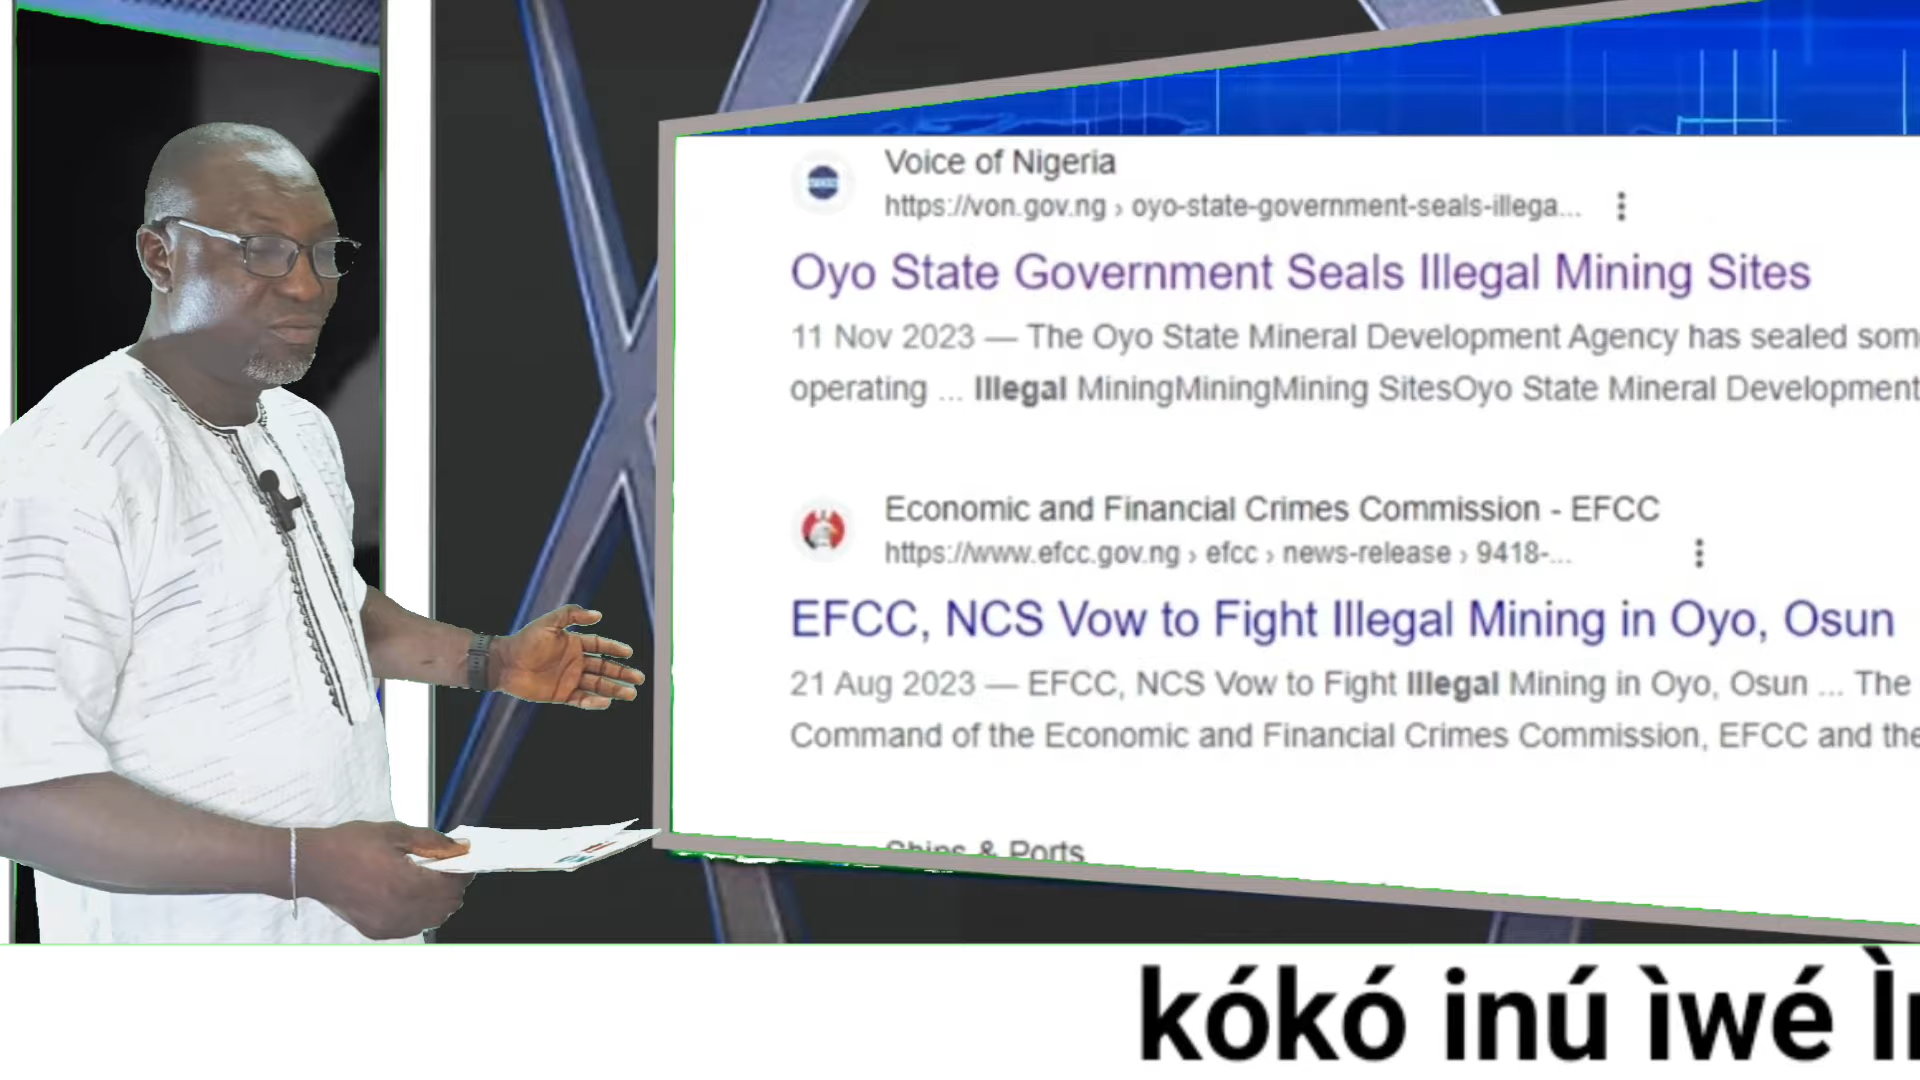 Voice of Nigeria
https://von.gov.ng › oyo-state-government-seals-illega...
Oyo State Government Seals Illegal Mining Sites
11 Nov 2023 — The Oyo State Mineral Development Agency has sealed som
operating ... Illegal MiningMiningMining SitesOyo State Mineral Development
Economic and Financial Crimes Commission - EFCC
https://www.efcc.gov.ng › efcc › news-release › 9418-...
EFCC, NCS Vow to Fight Illegal Mining in Oyo, Osun
21 Aug 2023 — EFCC, NCS Vow to Fight Illegal Mining in Oyo, Osun ... The
Command of the Economic and Financial Crimes Commission, EFCC and the
Ships & Ports
kókó inú ìwé